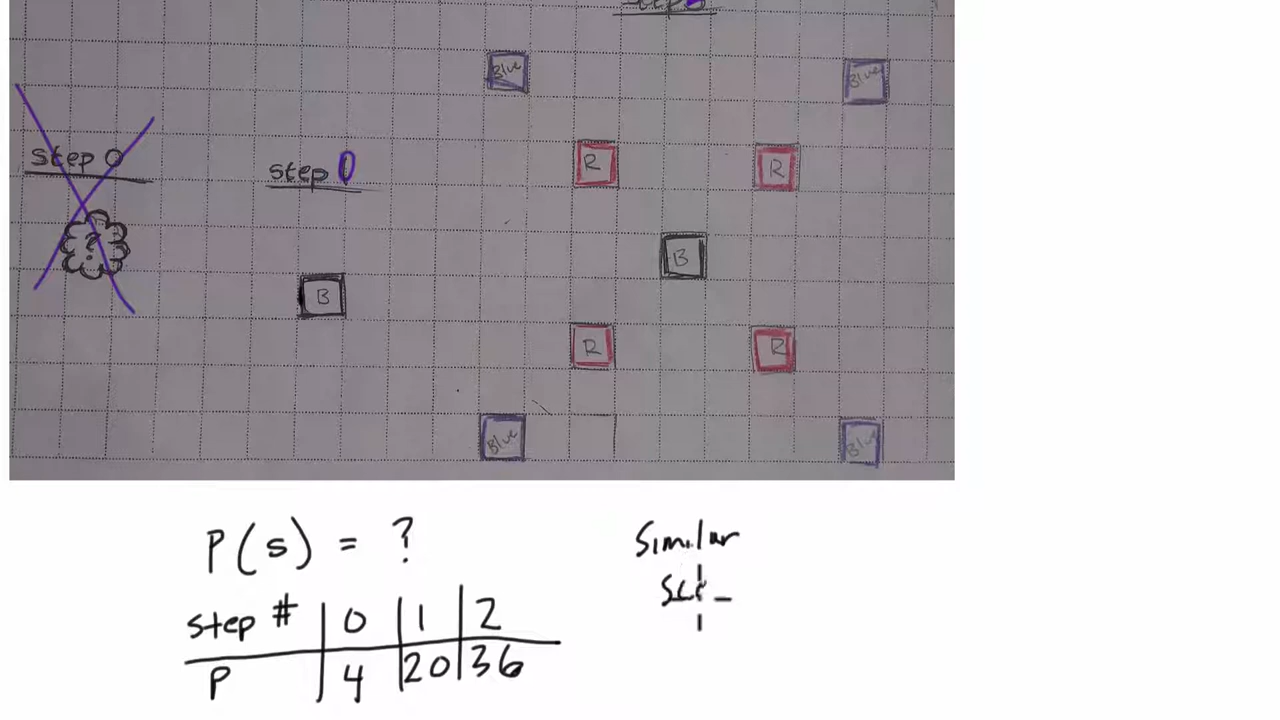 Blue
Blue
step 0
step 0
R
R
B
B
R
R
Blue
Blue
P(s) = ?
Similar
step # | 0 | 1 | 2
P | 4 | 20 | 36